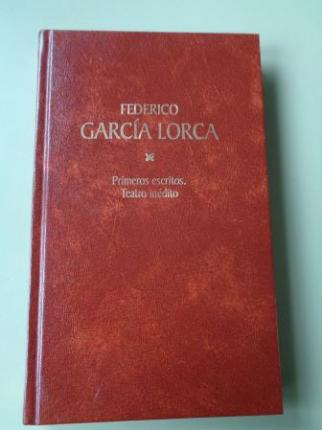 FEDERICO
GARCÍA LORCA
Primeros escritos.
Teatro inédito